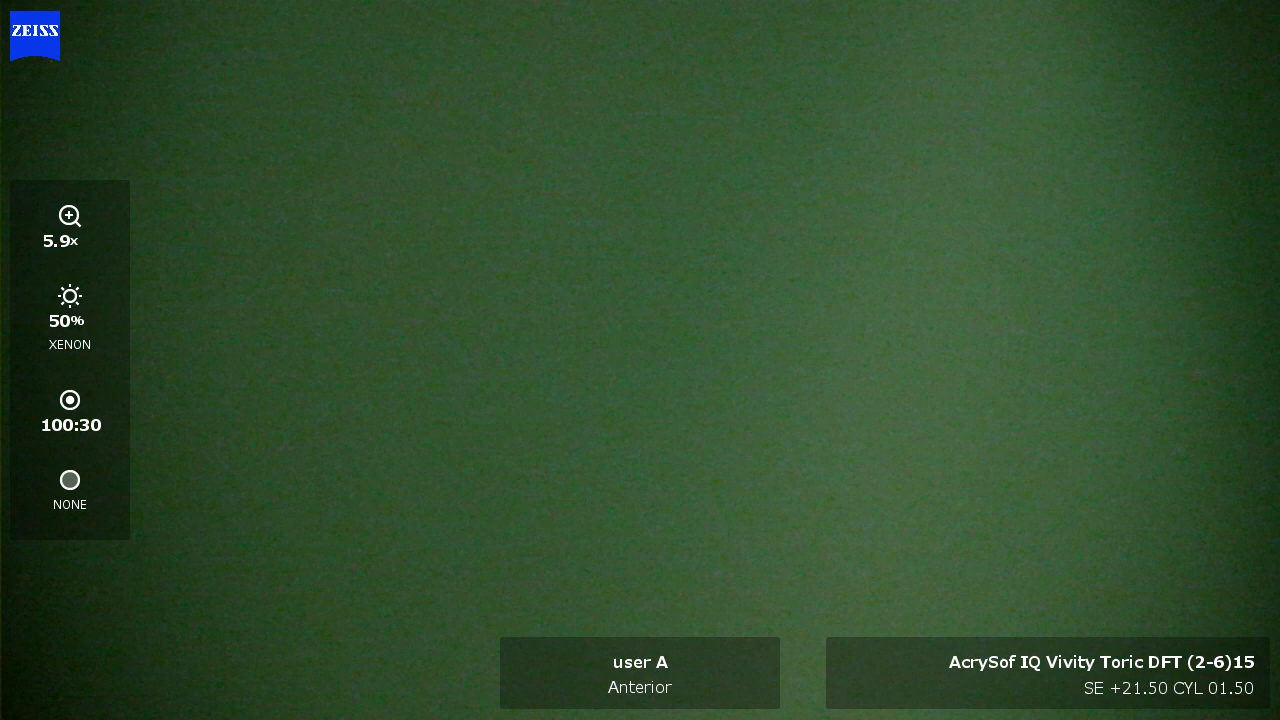 ZEISS
5.9x
50%
XENON
100:30
NONE
user A
Anterior
AcrySof IQ Vivity Toric DFT (2-6)15
SE +21.50 CYL 01.50